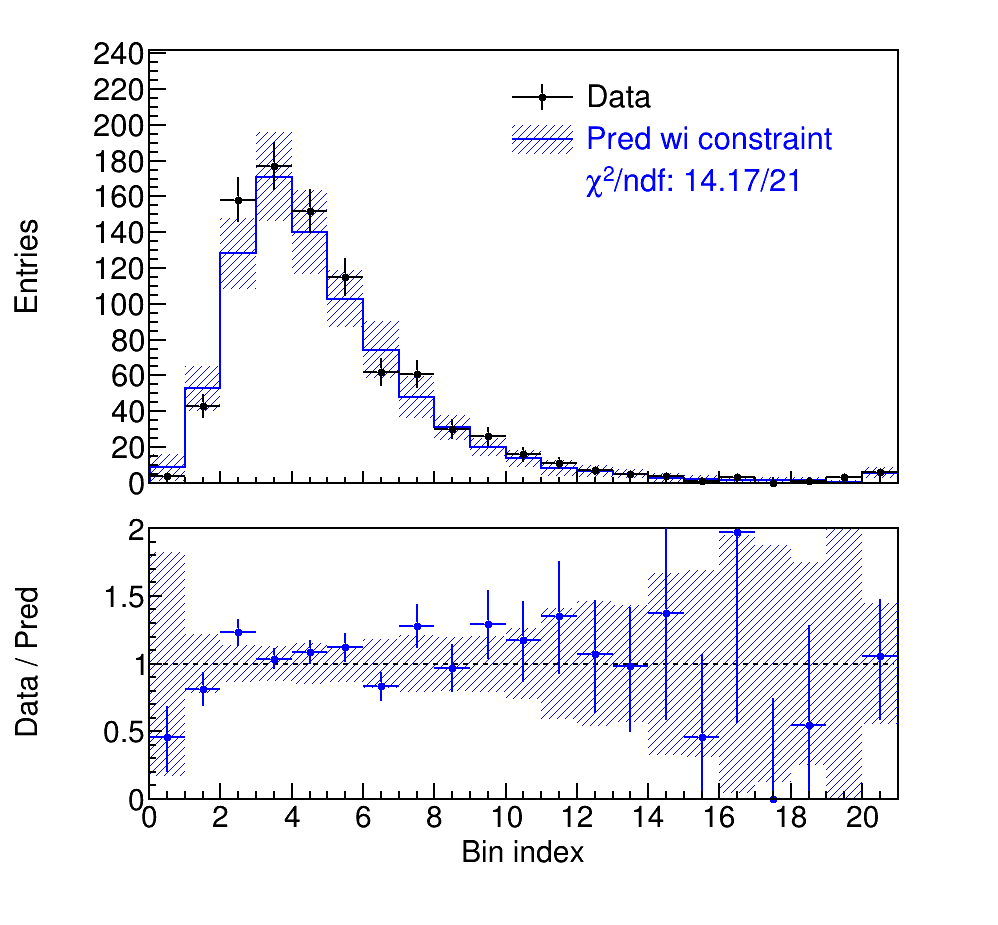 240
220
200
180
160
140
120
100
80
60
40
20
0
Entries
Data
Pred wi constraint
χ²/ndf: 14.17/21
2
1.5
1
0.5
0
Data / Pred
0 2 4 6 8 10 12 14 16 18 20
Bin index